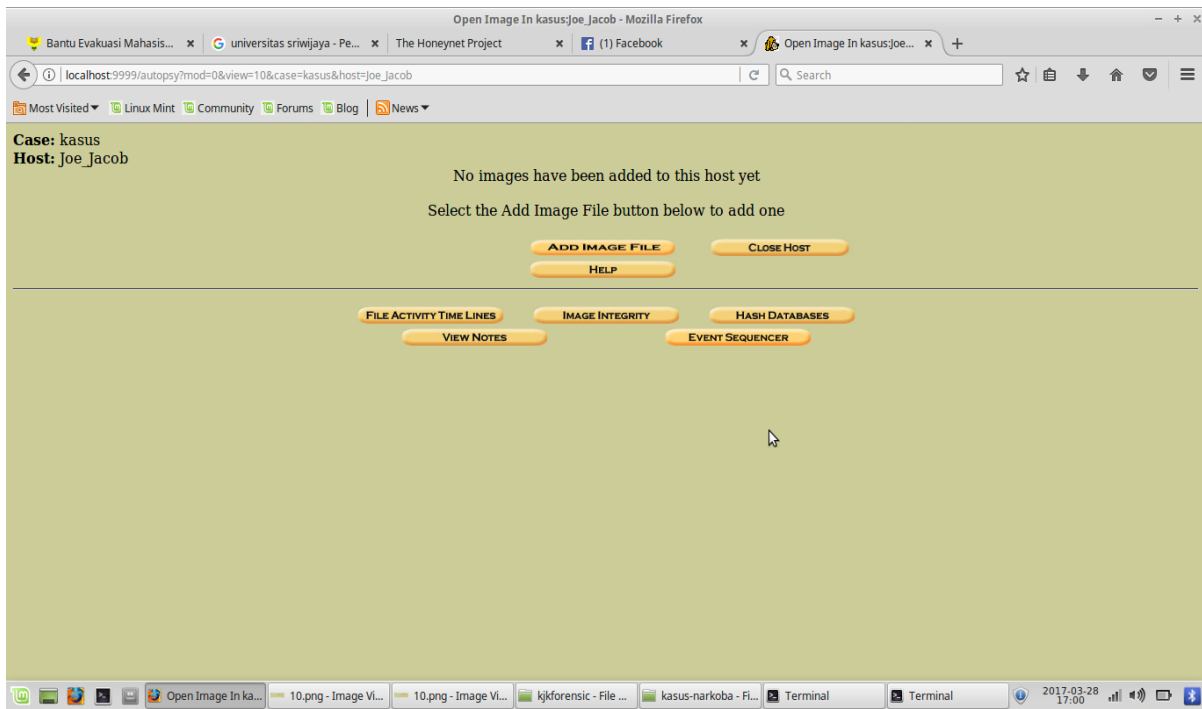 Open Image In kasus:Joe_Jacob - Mozilla Firefox
Bantu Evakuasi Mahasis...
universitas sriwijaya - Pe...
The Honeynet Project
(1) Facebook
Open Image In kasus:Joe...
localhost:9999/autopsy?mod=0&view=10&case=kasus&host=Joe_Jacob
Search
Most Visited
Linux Mint
Community
Forums
Blog
News
Case: kasus
Host: Joe_Jacob
No images have been added to this host yet
Select the Add Image File button below to add one
ADD IMAGE FILE
CLOSE HOST
HELP
FILE ACTIVITY TIME LINES
IMAGE INTEGRITY
HASH DATABASES
VIEW NOTES
EVENT SEQUENCER
Open Image In ka...
10.png - Image Vi...
10.png - Image Vi...
kjkforensic - File ...
kasus-narkoba - Fi...
Terminal
Terminal
2017-03-28
17:00